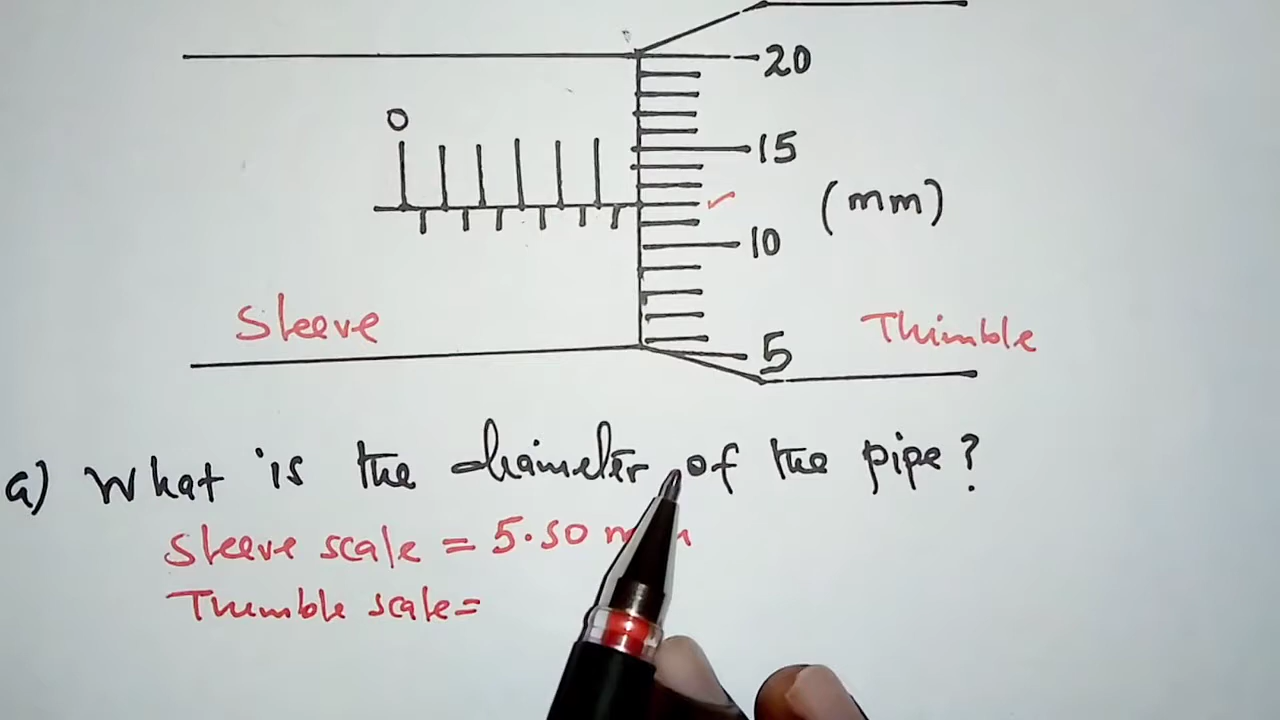 20
0
15
(mm)
10
Sleeve
Thimble
5
a) What is the diameter of the pipe?
Sleeve scale = 5.50
Thimble scale=